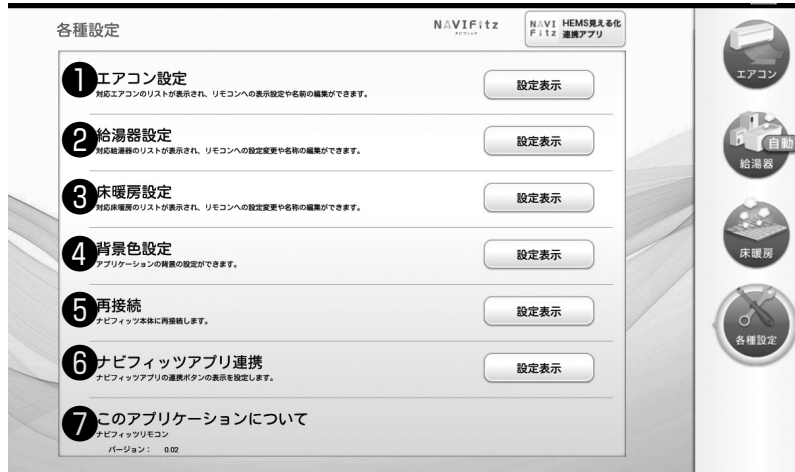 各種設定
NAVIFitz
ナビフィッツ
NAVI Fitz HEMS見える化 連携アプリ
❶エアコン設定
対応エアコンのリストが表示され、リモコンへの表示設定や名前の編集ができます。
設定表示
❷給湯器設定
対応給湯器のリストが表示され、リモコンへの設定変更や名称の編集ができます。
設定表示
❸床暖房設定
対応床暖房のリストが表示され、リモコンへの設定変更や名称の編集ができます。
設定表示
❹背景色設定
アプリケーションの背景の設定ができます。
設定表示
❺再接続
ナビフィッツ本体に再接続します。
設定表示
❻ナビフィッツアプリ連携
ナビフィッツアプリの連携ボタンの表示を設定します。
設定表示
❼このアプリケーションについて
ナビフィッツリモコン
バージョン： 0.02
エアコン
自動
給湯器
床暖房
各種設定